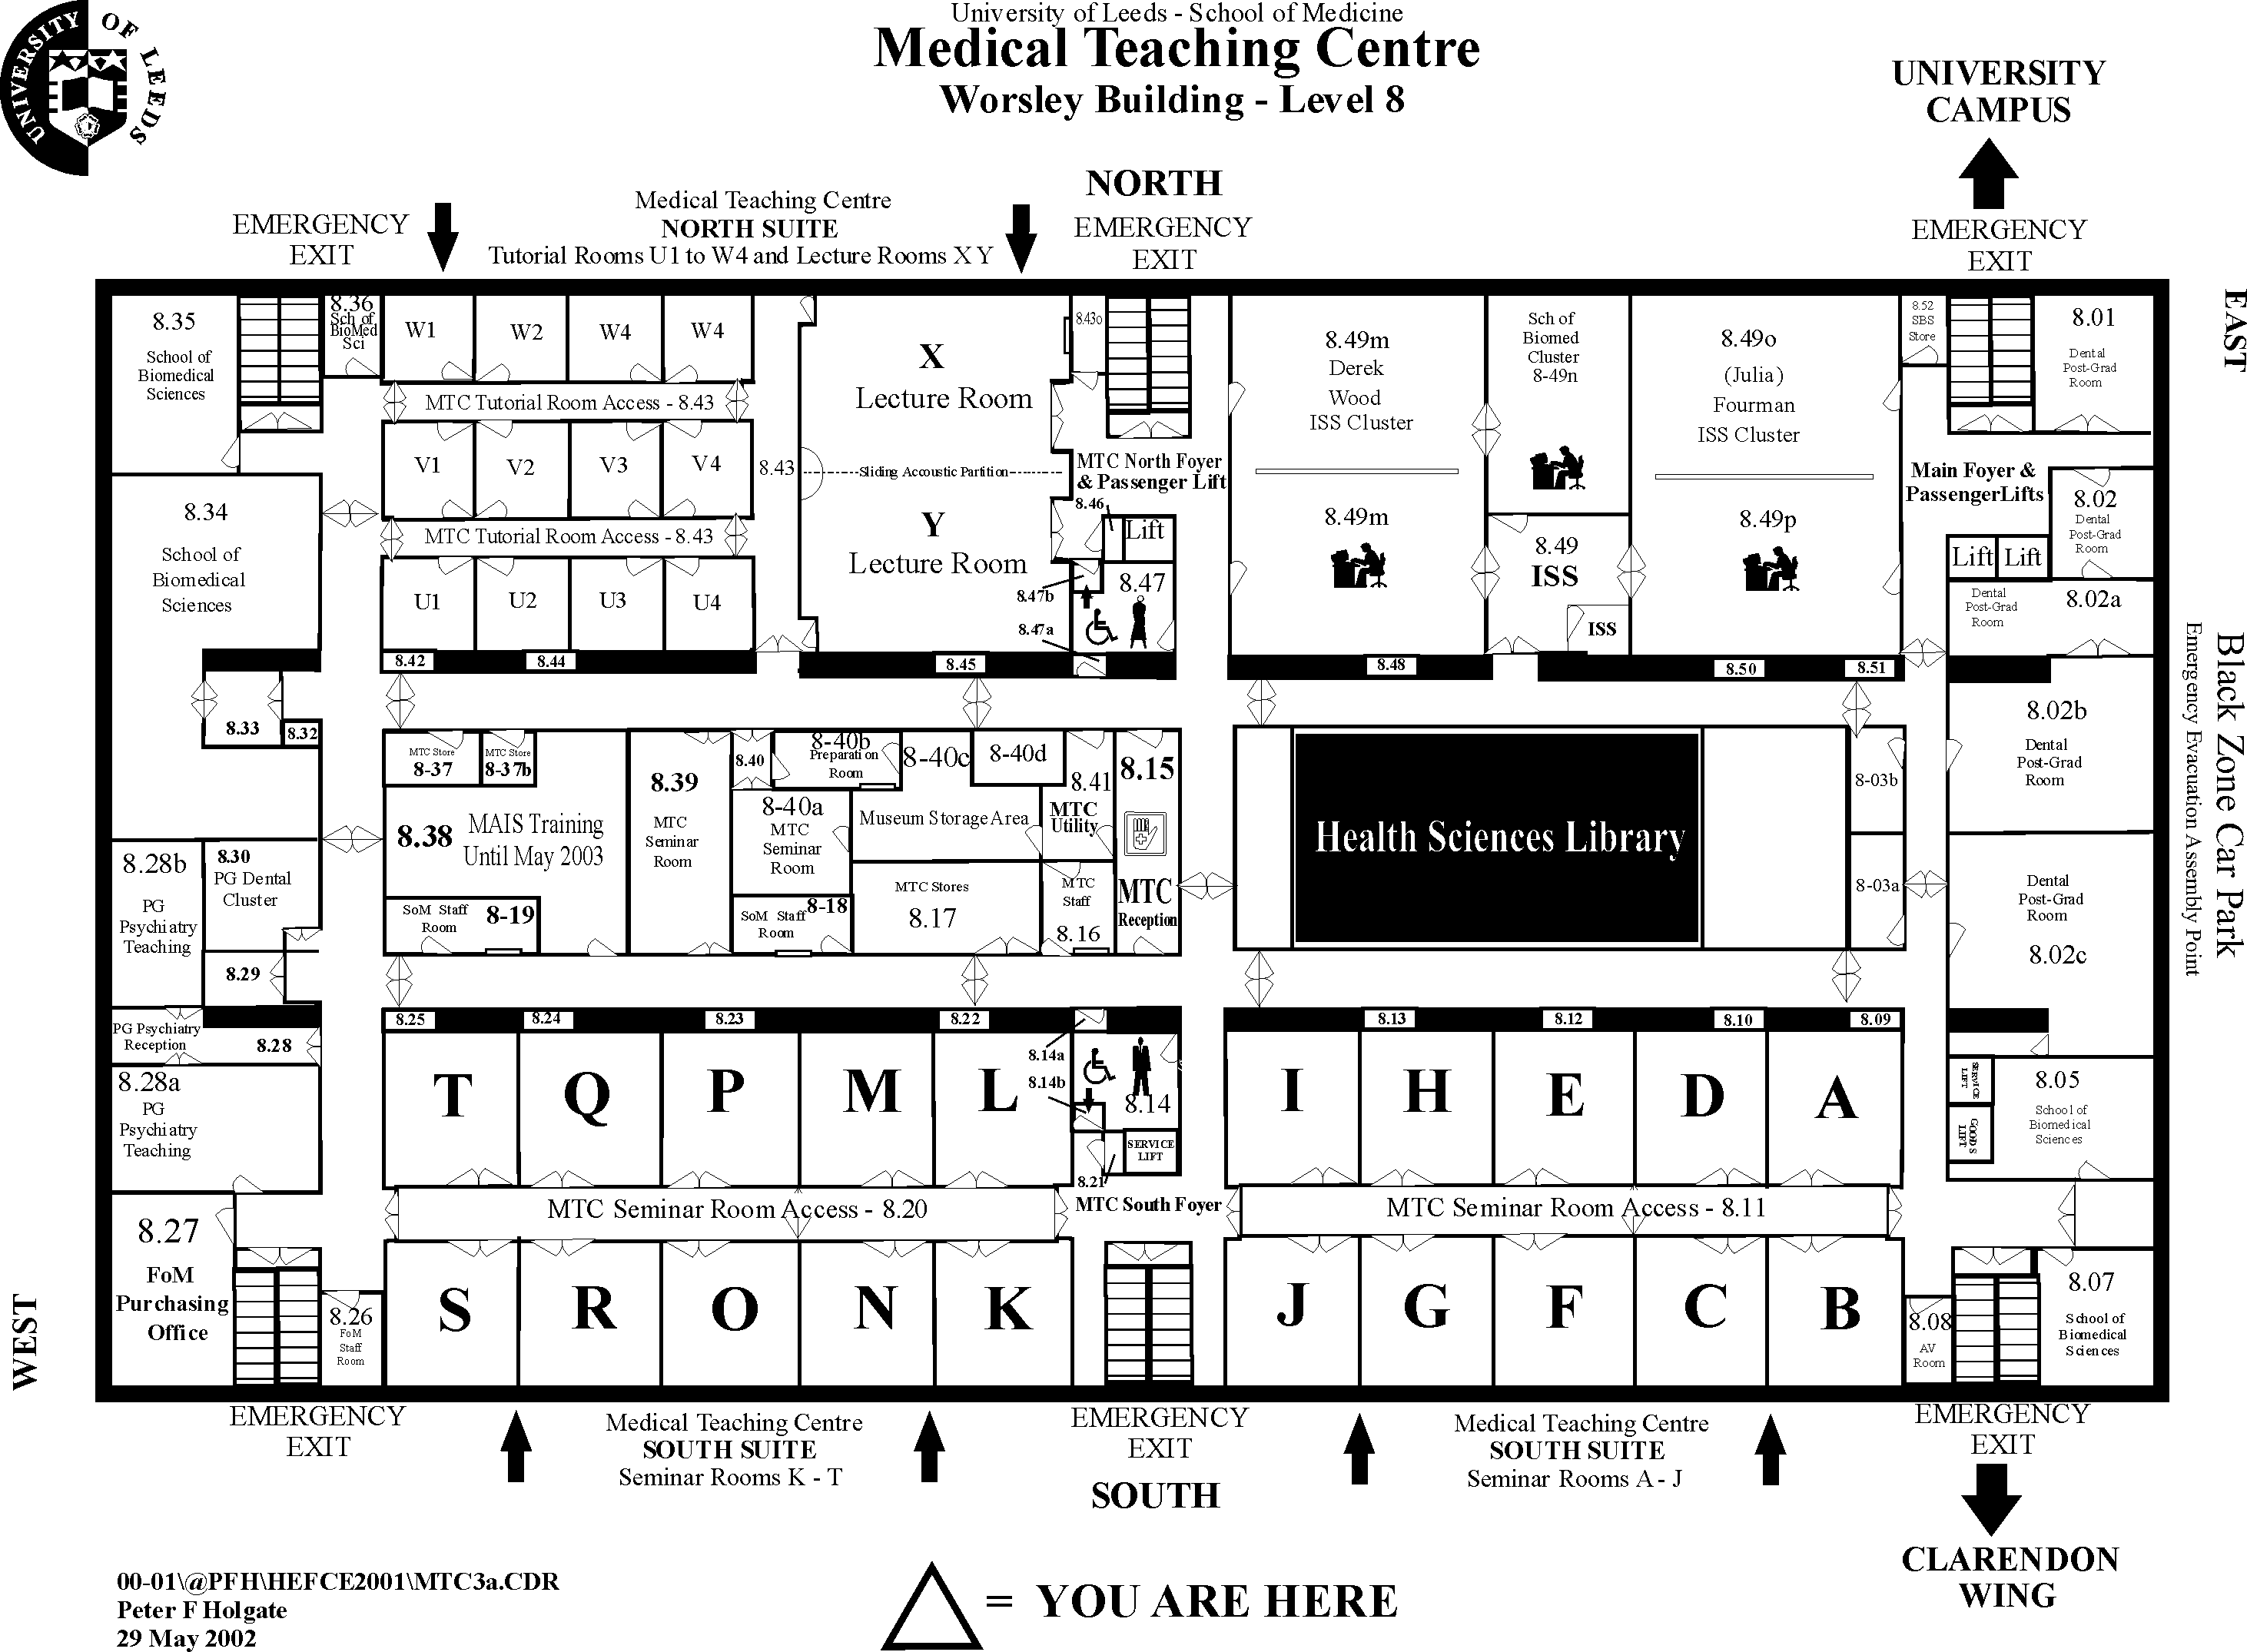 UNIVERSITY OF LEEDS
University of Leeds - School of Medicine
Medical Teaching Centre
Worsley Building - Level 8
UNIVERSITY
CAMPUS
NORTH
EMERGENCY
EXIT
Medical Teaching Centre
NORTH SUITE
Tutorial Rooms U1 to W4 and Lecture Rooms X Y
EMERGENCY
EXIT
EMERGENCY
EXIT
EAST
8.35
School of
Biomedical
Sciences
8.36
Sch of
BioMed
Sci
W1
W2
W4
W4
MTC Tutorial Room Access - 8.43
V1
V2
V3
V4
8.43
MTC Tutorial Room Access - 8.43
U1
U2
U3
U4
X
Lecture Room
Sliding Accoustic Partition
Y
Lecture Room
8.43o
MTC North Foyer
& Passenger Lift
8.46
Lift
8.47
8.47b
8.47a
8.49m
Derek
Wood
ISS Cluster
8.49m
Sch of
Biomed
Cluster
8-49n
8.49
ISS
ISS
8.49o
(Julia)
Fourman
ISS Cluster
8.49p
8.52
SBS
Store
8.01
Dental
Post-Grad
Room
Main Foyer &
PassengerLifts
8.02
Dental
Post-Grad
Room
Lift
Lift
Dental
Post-Grad
Room
8.02a
8.34
School of
Biomedical
Sciences
8.42
8.44
8.45
8.48
8.50
8.51
8.33
8.32
MTC Store
8-37
MTC Store
8-37b
8.38
MAIS Training
Until May 2003
SoM Staff
Room
8-19
8.39
MTC
Seminar
Room
8.40
8-40b
Preparation
Room
8-40a
MTC
Seminar
Room
SoM Staff
Room
8-18
8-40c
8-40d
Museum Storage Area
MTC Stores
8.17
8.41
MTC
Utility
MTC
Staff
8.16
8.15
MTC
Reception
Health Sciences Library
8-03b
8-03a
8.02b
Dental
Post-Grad
Room
Dental
Post-Grad
Room
8.02c
Black Zone Car Park
Emergency Evacuation Assembly Point
8.28b
PG
Psychiatry
Teaching
8.30
PG Dental
Cluster
8.29
PG Psychiatry
Reception
8.28
8.28a
PG
Psychiatry
Teaching
8.25
8.24
8.23
8.22
8.13
8.12
8.10
8.09
T
Q
P
M
L
8.14a
8.14b
8.14
SERVICE
LIFT
8.21
I
H
E
D
A
SERVICE
LIFT
GOODS
LIFT
8.05
School of
Biomedical
Sciences
MTC Seminar Room Access - 8.20
MTC South Foyer
MTC Seminar Room Access - 8.11
8.27
FoM
Purchasing
Office
8.26
FoM
Staff
Room
S
R
O
N
K
J
G
F
C
B
8.08
AV
Room
8.07
School of
Biomedical
Sciences
WEST
EMERGENCY
EXIT
Medical Teaching Centre
SOUTH SUITE
Seminar Rooms K - T
EMERGENCY
EXIT
SOUTH
Medical Teaching Centre
SOUTH SUITE
Seminar Rooms A - J
EMERGENCY
EXIT
CLARENDON
WING
00-01\@PFH\HEFCE2001\MTC3a.CDR
Peter F Holgate
29 May 2002
= YOU ARE HERE